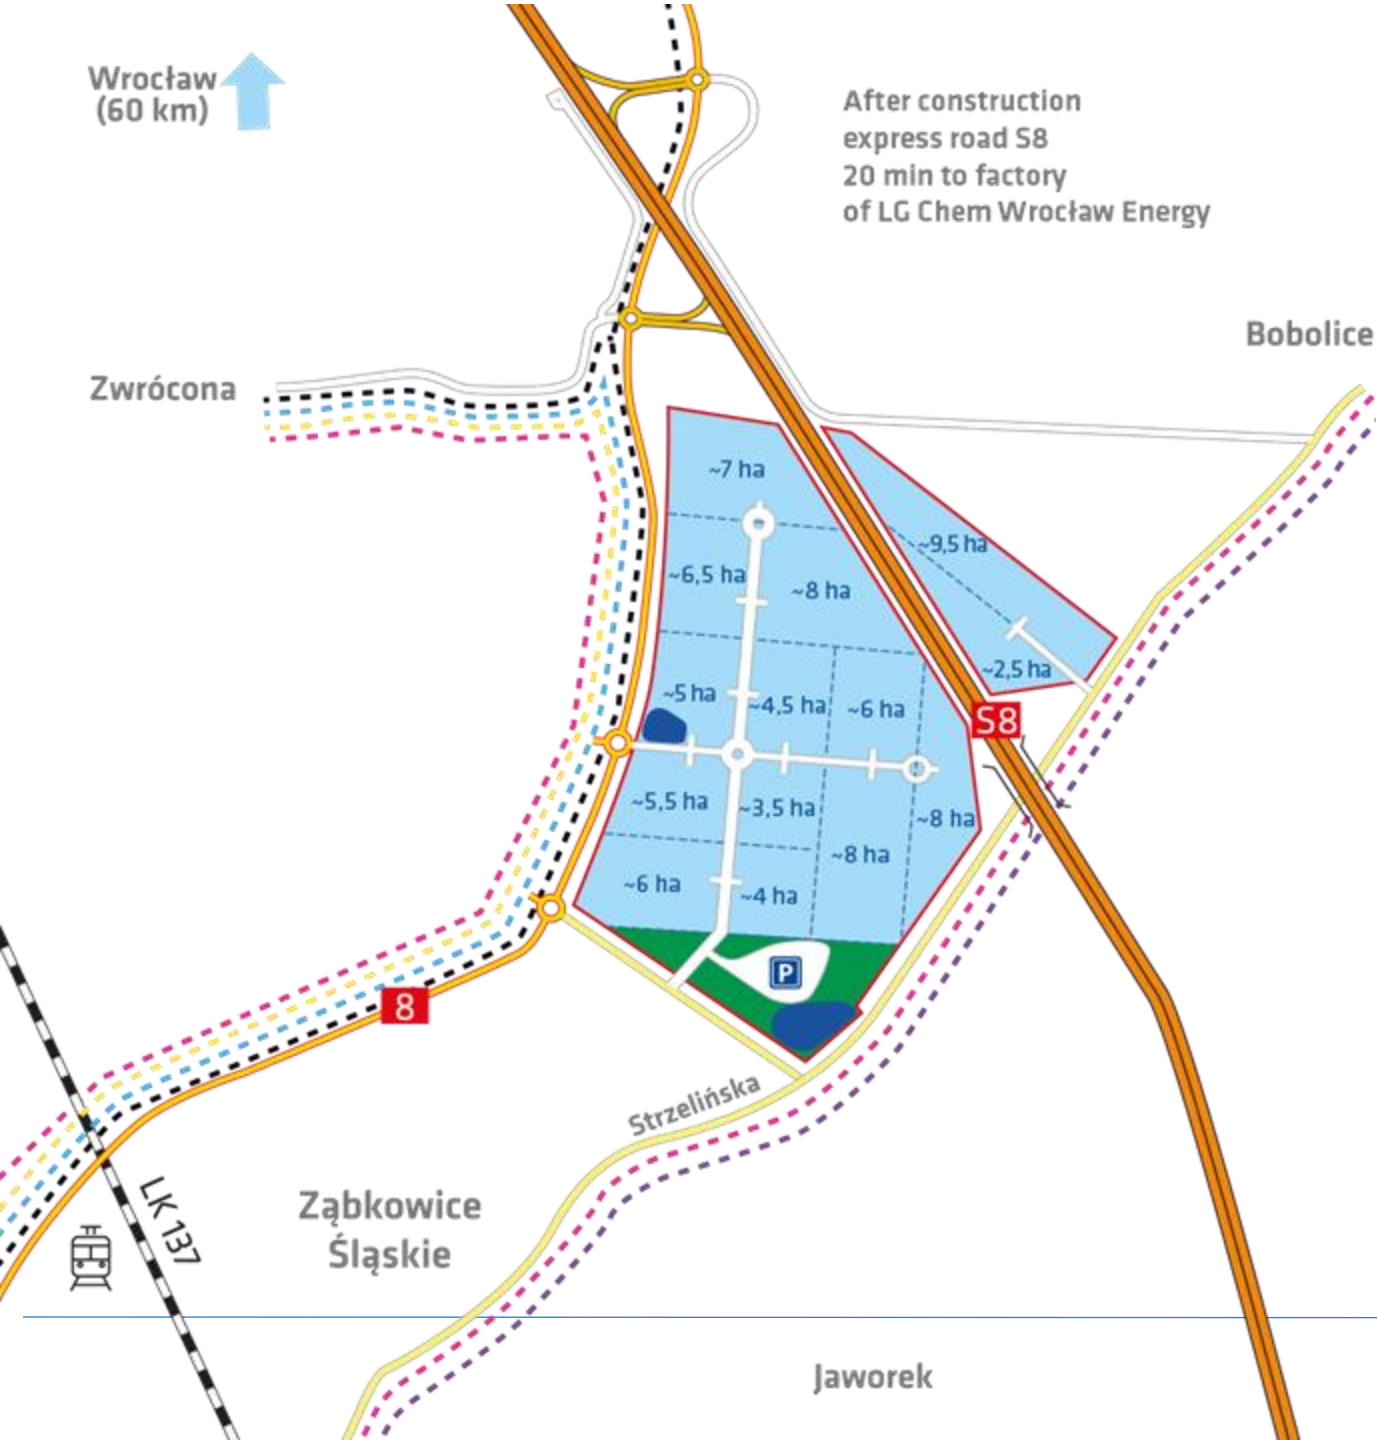 Wrocław
(60 km)
After construction
express road S8
20 min to factory
of LG Chem Wrocław Energy
Bobolice
Zwrócona
~7 ha
~9,5 ha
~6,5 ha
~8 ha
~2,5 ha
~5 ha
~4,5 ha
~6 ha
S8
~5,5 ha
~3,5 ha
~8 ha
~8 ha
~6 ha
~4 ha
P
8
Strzelińska
LK 137
Ząbkowice
Śląskie
Jaworek